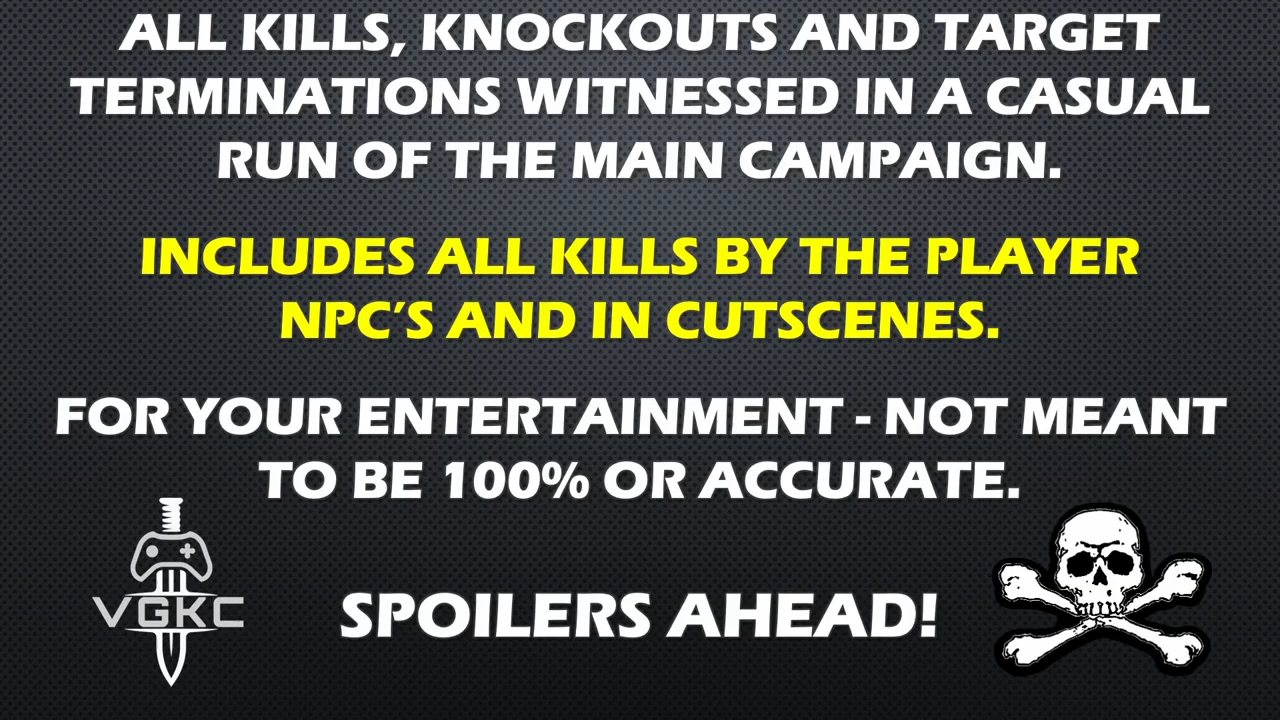 ALL KILLS, KNOCKOUTS AND TARGET
TERMINATIONS WITNESSED IN A CASUAL
RUN OF THE MAIN CAMPAIGN.
INCLUDES ALL KILLS BY THE PLAYER
NPC'S AND IN CUTSCENES.
FOR YOUR ENTERTAINMENT - NOT MEANT
TO BE 100% OR ACCURATE.
VGKC
SPOILERS AHEAD!